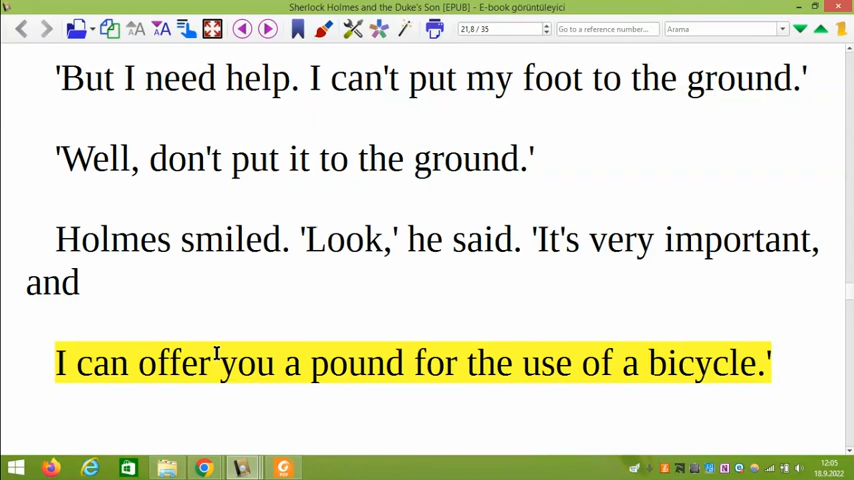 Sherlock Holmes and the Duke's Son [EPUB] - E-book görüntüleyici
21,8 / 35
Go to a reference number...
Arama
'But I need help. I can't put my foot to the ground.'
'Well, don't put it to the ground.'
Holmes smiled. 'Look,' he said. 'It's very important,
and
I can offer you a pound for the use of a bicycle.'
12:05
18.9.2022